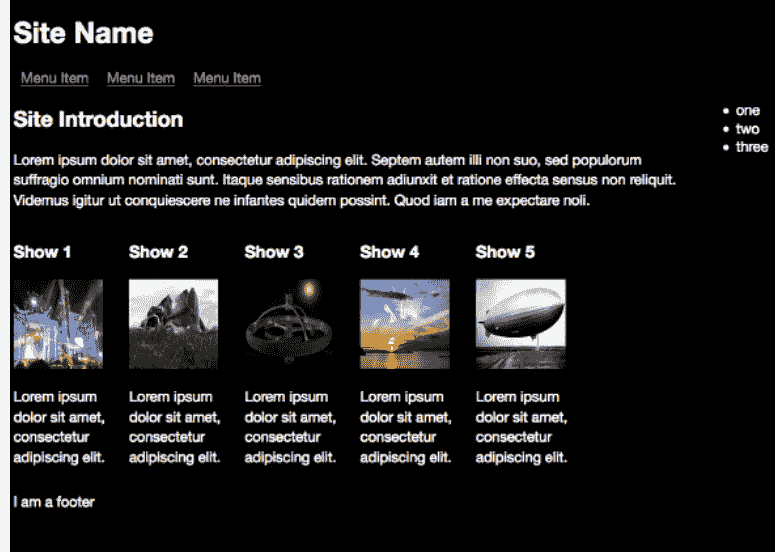 Site Name
Menu Item Menu Item Menu Item
Site Introduction
Lorem ipsum dolor sit amet, consectetur adipiscing elit. Septem autem illi non suo, sed populorum
suffragio omnium nominati sunt. Itaque sensibus rationem adiunxit et ratione effecta sensus non reliquit.
Videmus igitur ut conquiescere ne infantes quidem possint. Quod iam a me expectare noli.
one
two
three
Show 1
Lorem ipsum
dolor sit amet,
consectetur
adipiscing elit.
Show 2
Lorem ipsum
dolor sit amet,
consectetur
adipiscing elit.
Show 3
Lorem ipsum
dolor sit amet,
consectetur
adipiscing elit.
Show 4
Lorem ipsum
dolor sit amet,
consectetur
adipiscing elit.
Show 5
Lorem ipsum
dolor sit amet,
consectetur
adipiscing elit.
I am a footer